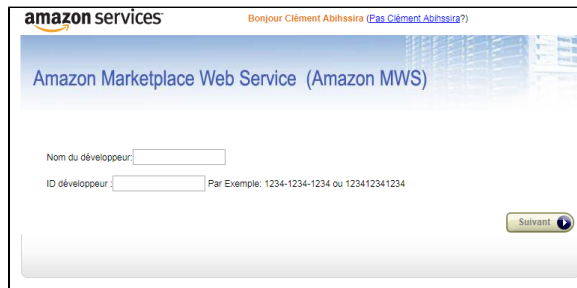 amazon services
Bonjour Clément Abihssira (Pas Clément Abihssira?)
Amazon Marketplace Web Service (Amazon MWS)
Nom du développeur:
ID développeur : Par Exemple: 1234-1234-1234 ou 123412341234
Suivant